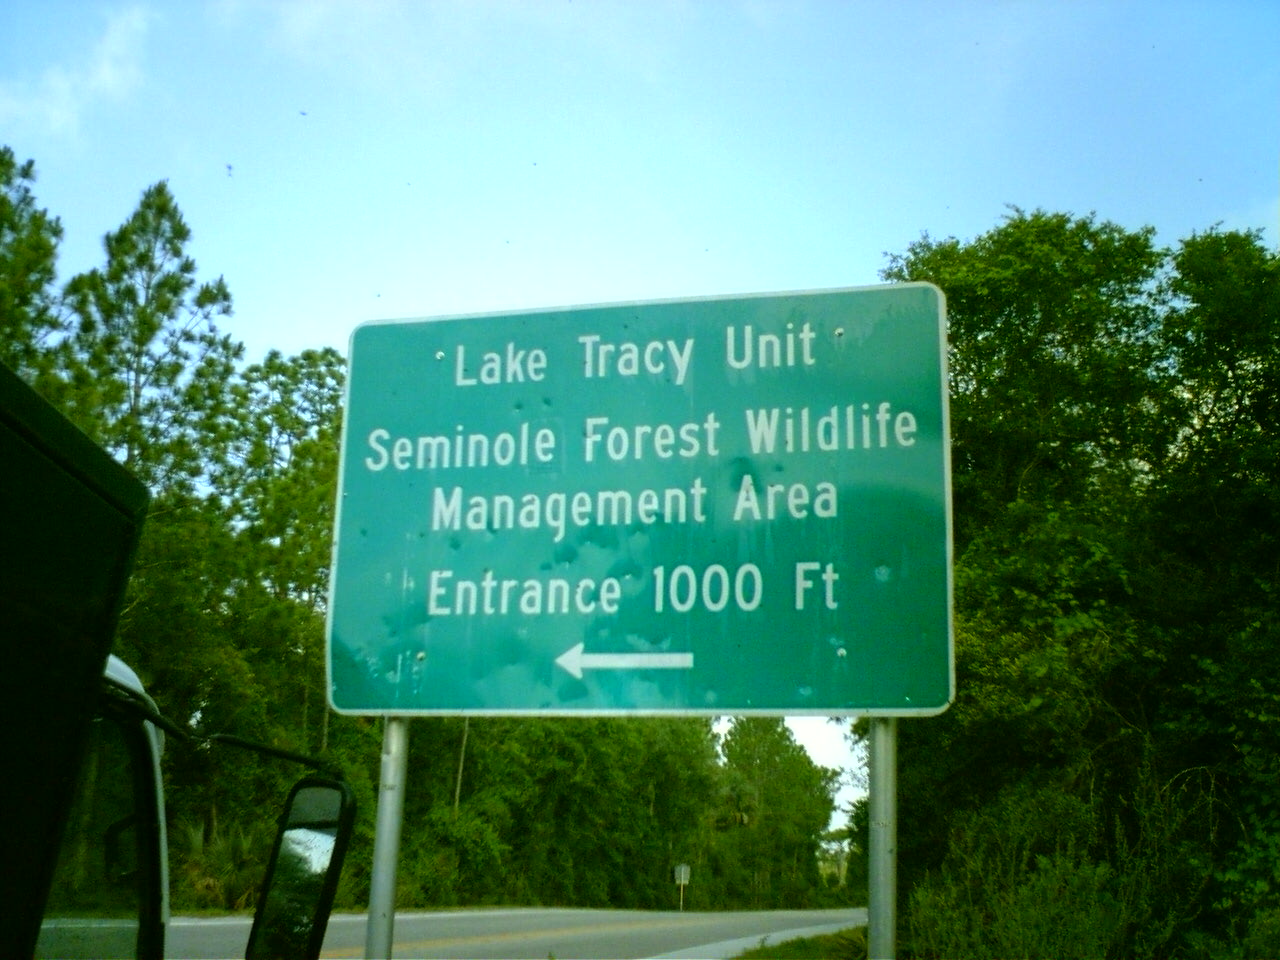 Lake Tracy Unit
Seminole Forest Wildlife
Management Area
Entrance 1000 Ft